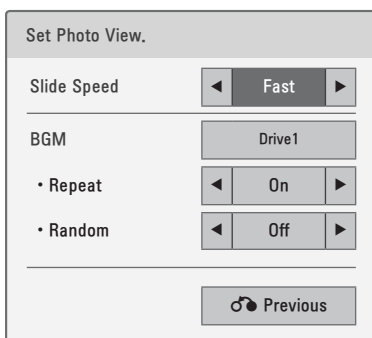 Set Photo View.
Slide Speed ◀ Fast ▶
BGM Drive1
• Repeat ◀ On ▶
• Random ◀ Off ▶
Previous